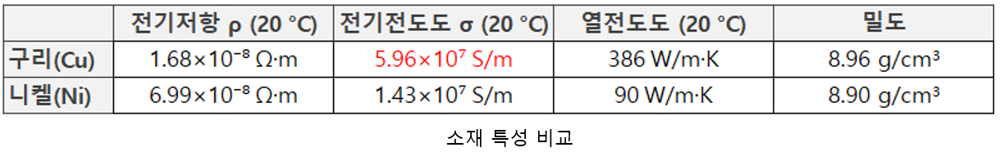 전기저항 ρ (20 °C) 전기전도도 σ (20 °C) 열전도도 (20 °C) 밀도
구리(Cu) 1.68×10⁻⁸ Ω·m 5.96×10⁷ S/m 386 W/m·K 8.96 g/cm³
니켈(Ni) 6.99×10⁻⁸ Ω·m 1.43×10⁷ S/m 90 W/m·K 8.90 g/cm³
소재 특성 비교